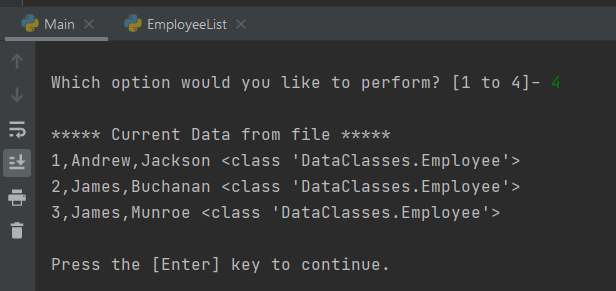 Main
EmployeeList
Which option would you like to perform? [1 to 4]- 4
***** Current Data from file *****
1,Andrew,Jackson <class 'DataClasses.Employee'>
2,James,Buchanan <class 'DataClasses.Employee'>
3,James,Munroe <class 'DataClasses.Employee'>
Press the [Enter] key to continue.